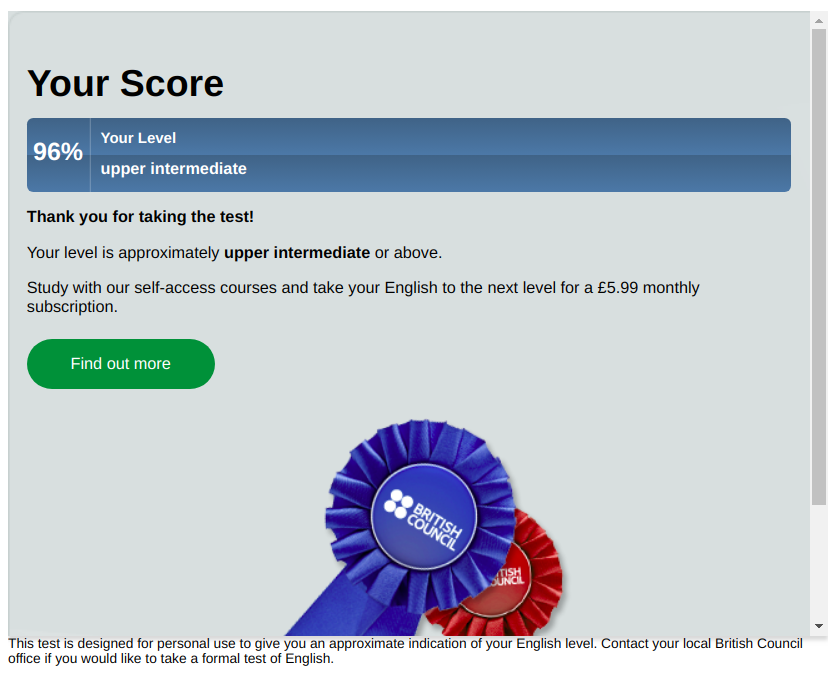 Your Score
96%
Your Level
upper intermediate
Thank you for taking the test!
Your level is approximately upper intermediate or above.
Study with our self-access courses and take your English to the next level for a £5.99 monthly
subscription.
Find out more
BRITISH
COUNCIL
TISH
UNCIL
This test is designed for personal use to give you an approximate indication of your English level. Contact your local British Council
office if you would like to take a formal test of English.